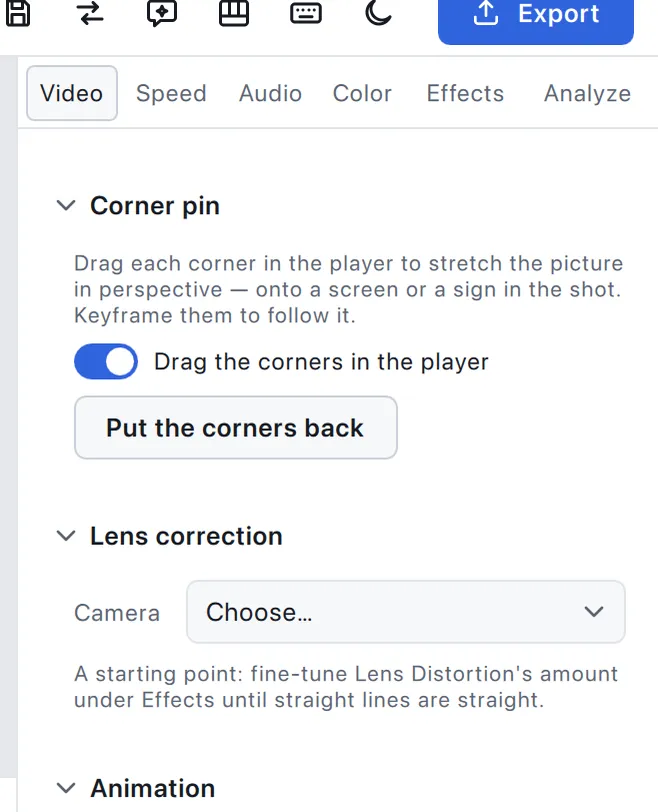 Export
Video Speed Audio Color Effects Analyze
Corner pin
Drag each corner in the player to stretch the picture
in perspective — onto a screen or a sign in the shot.
Keyframe them to follow it.
Drag the corners in the player
Put the corners back
Lens correction
Camera Choose...
A starting point: fine-tune Lens Distortion's amount
under Effects until straight lines are straight.
Animation